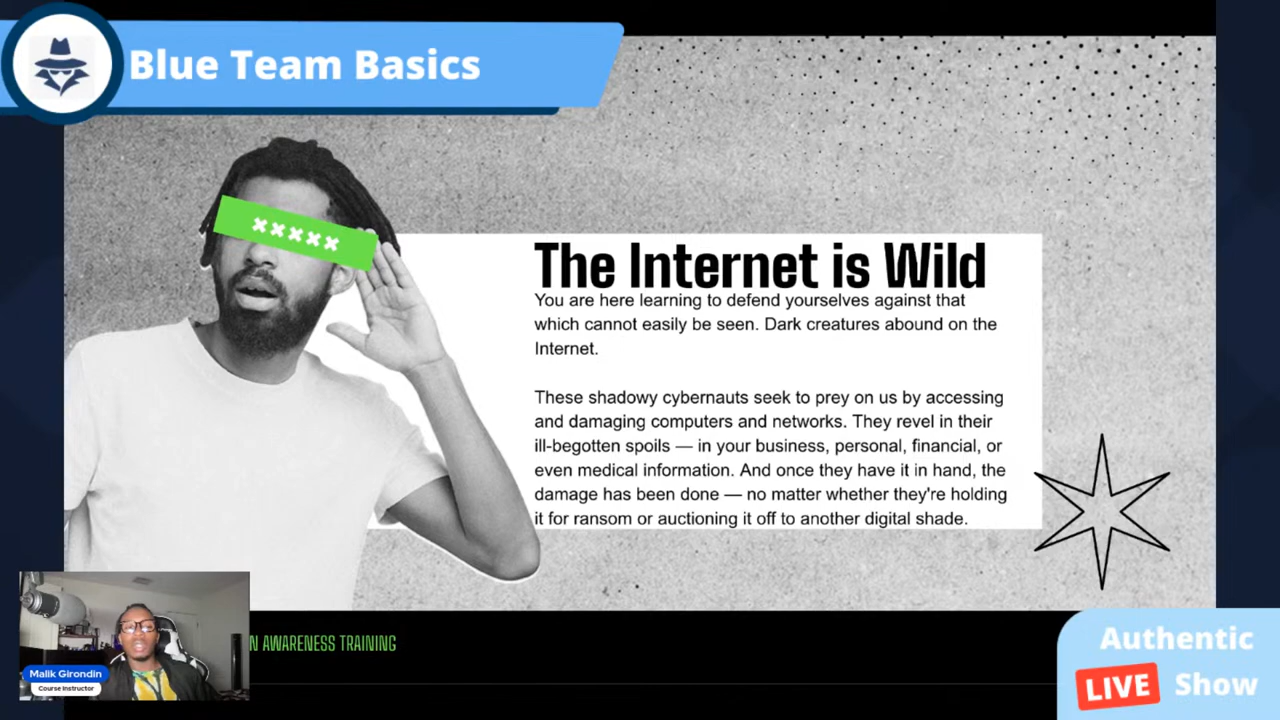 Blue Team Basics
×××××
The Internet is Wild
You are here learning to defend yourselves against that
which cannot easily be seen. Dark creatures abound on the
Internet.
These shadowy cybernauts seek to prey on us by accessing
and damaging computers and networks. They revel in their
ill-begotten spoils — in your business, personal, financial, or
even medical information. And once they have it in hand, the
damage has been done — no matter whether they're holding
it for ransom or auctioning it off to another digital shade.
AWARENESS TRAINING
Malik Girondin
Course Instructor
Authentic
LIVE Show